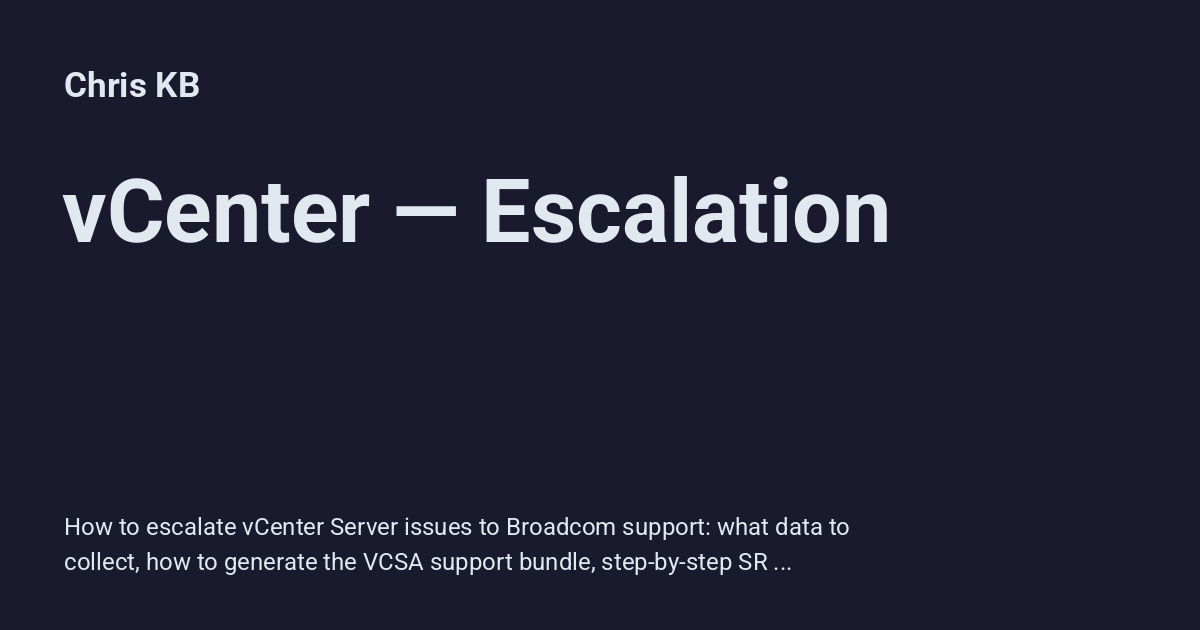 Chris KB
vCenter — Escalation
How to escalate vCenter Server issues to Broadcom support: what data to
collect, how to generate the VCSA support bundle, step-by-step SR ...